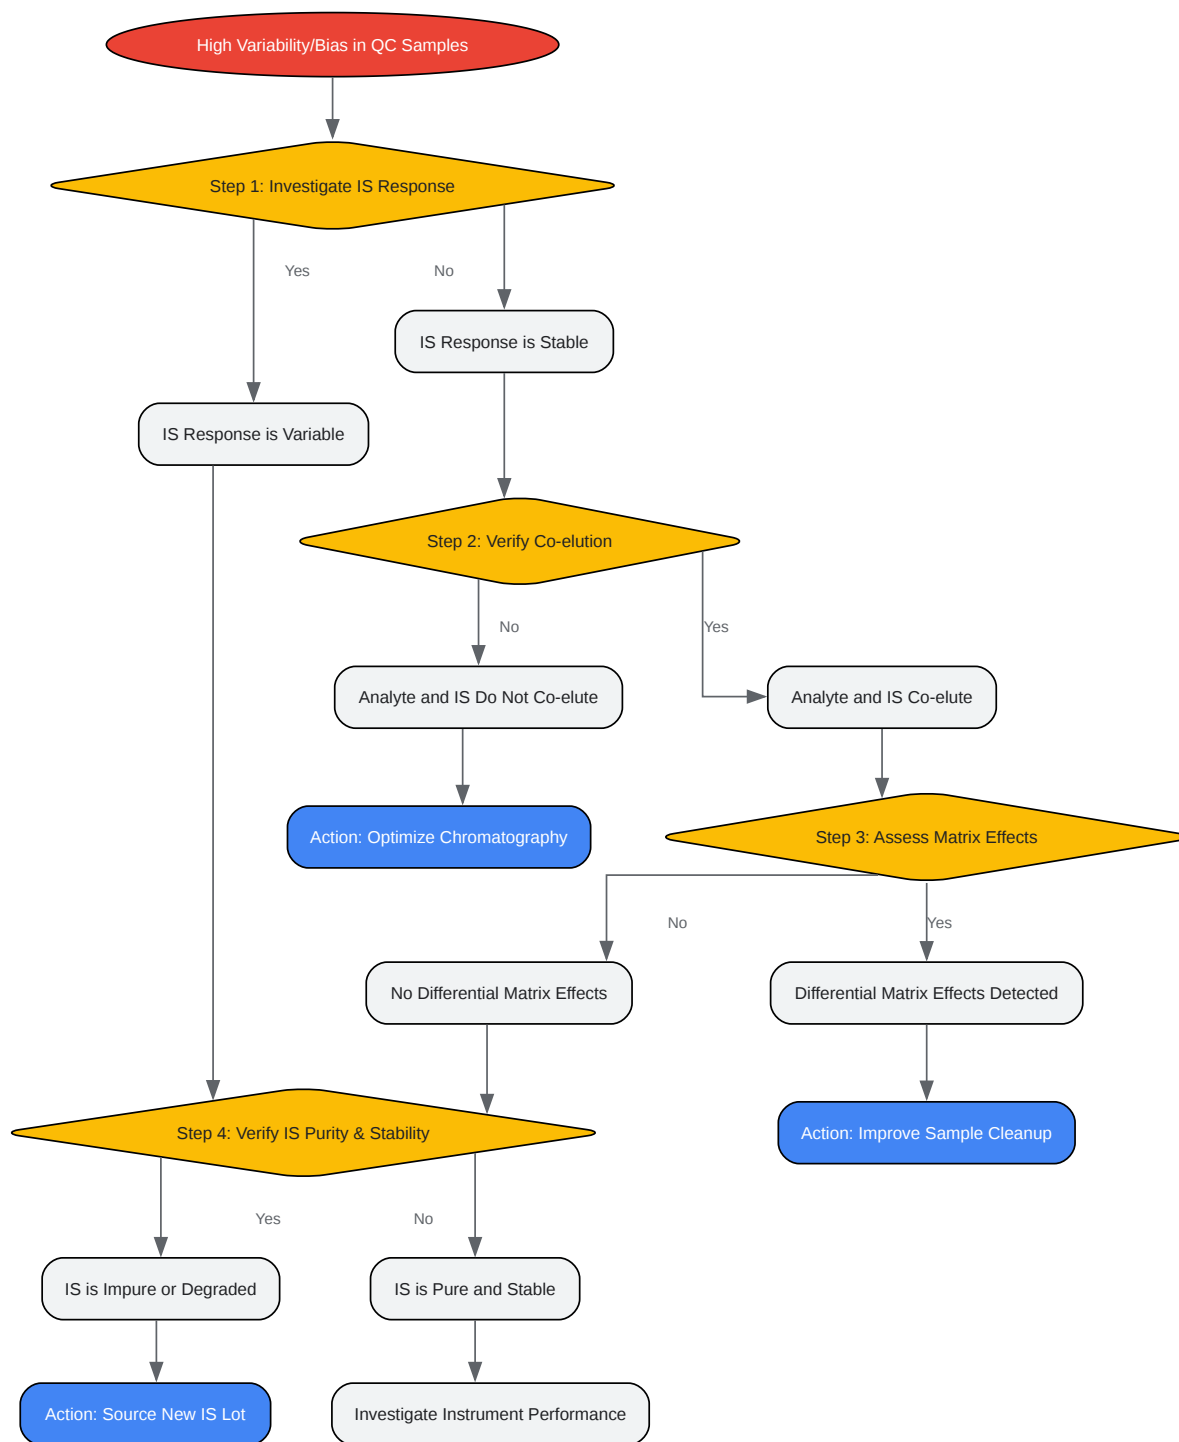 High Variability/Bias in QC Samples
Step 1: Investigate IS Response
Yes
No
IS Response is Stable
IS Response is Variable
Step 2: Verify Co-elution
No
Yes
Analyte and IS Do Not Co-elute
Analyte and IS Co-elute
Action: Optimize Chromatography
Step 3: Assess Matrix Effects
No
Yes
No Differential Matrix Effects
Differential Matrix Effects Detected
Step 4: Verify IS Purity & Stability
Action: Improve Sample Cleanup
Yes
No
IS is Impure or Degraded
IS is Pure and Stable
Action: Source New IS Lot
Investigate Instrument Performance